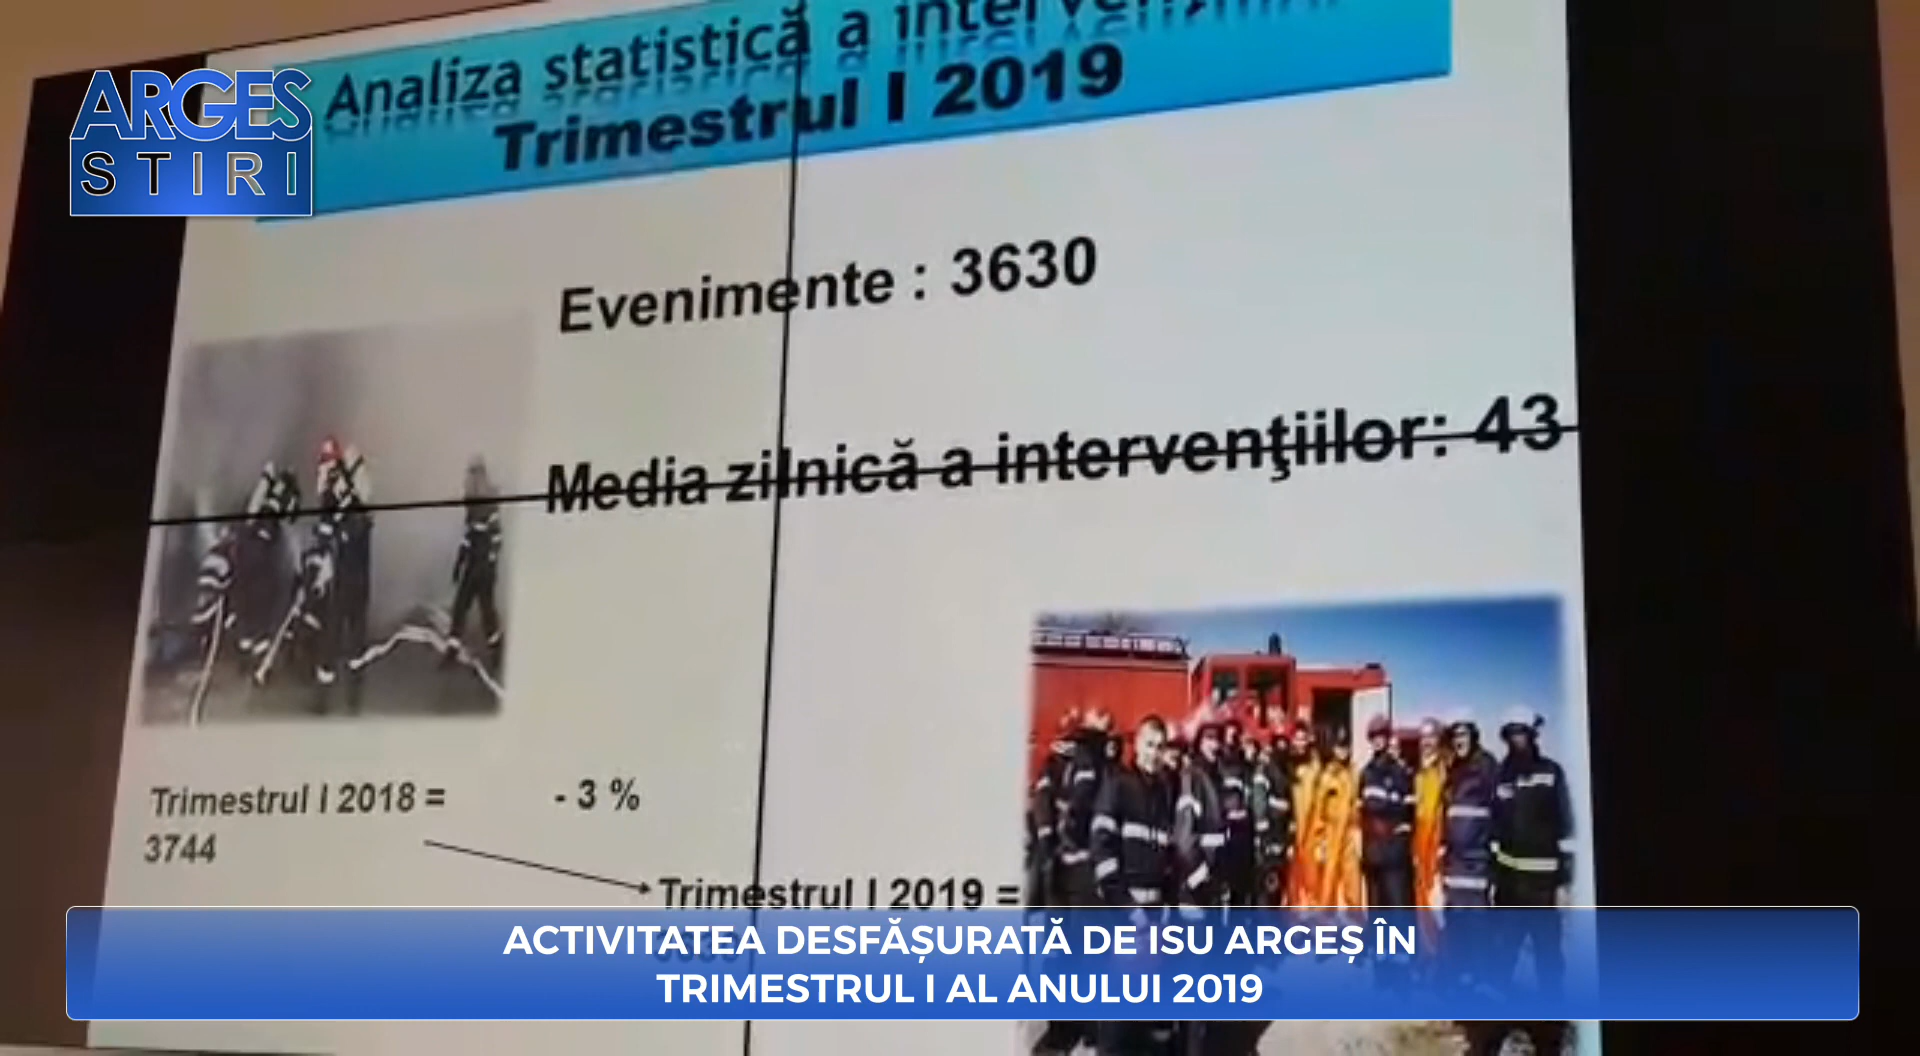 ARGEȘ
STIRI
Analiza statistică a
Trimestrul I 2019
Evenimente : 3630
Media zilnică a intervenţiilor: 43
Trimestrul I 2018 =
3744
- 3 %
Trimestrul I 2019 =
ACTIVITATEA DESFĂȘURATĂ DE ISU ARGEȘ ÎN
TRIMESTRUL I AL ANULUI 2019